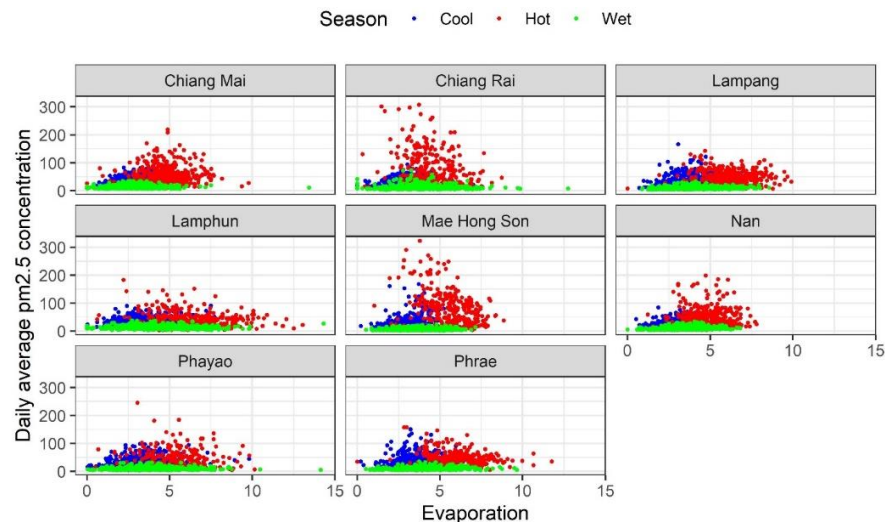 Season Cool Hot Wet
Chiang Mai Chiang Rai Lampang
300
200
100
0
Lamphun Mae Hong Son Nan
300
200
100
0
0 5 10 15
Phayao Phrae
300
200
100
0
0 5 10 15 0 5 10 15
Daily average pm2.5 concentration
Evaporation